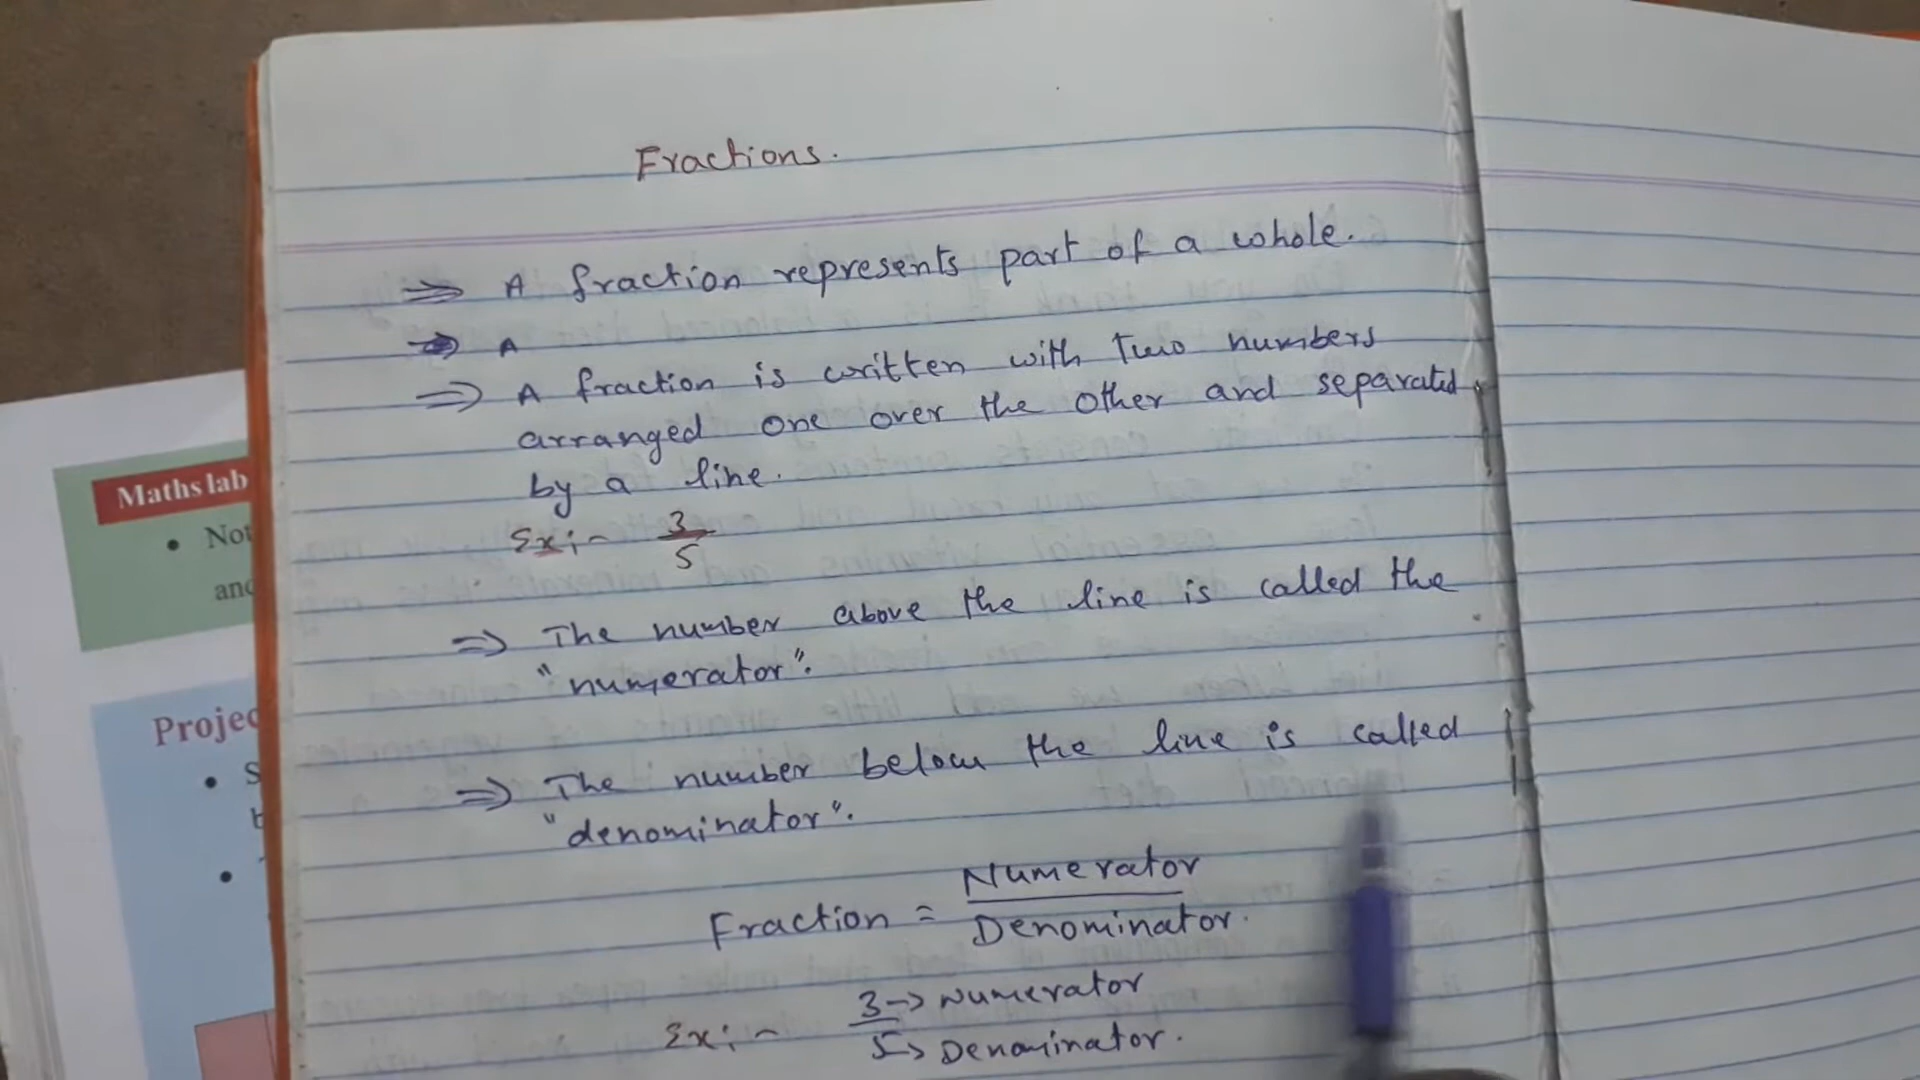 Fractions.
⇒ A fraction represents part of a whole.
⇒ A
⇒ A fraction is written with two numbers
arranged one over the other and separated
by a line.
Ex:- 3/5
⇒ The number above the line is called the
"numerator".
⇒ The number below the line is called
"denominator".
Fraction = Numerator/Denominator.
Ex:- 3 → Numerator
5 → Denominator.
Maths lab
• Not
and
Projec
• S
• T